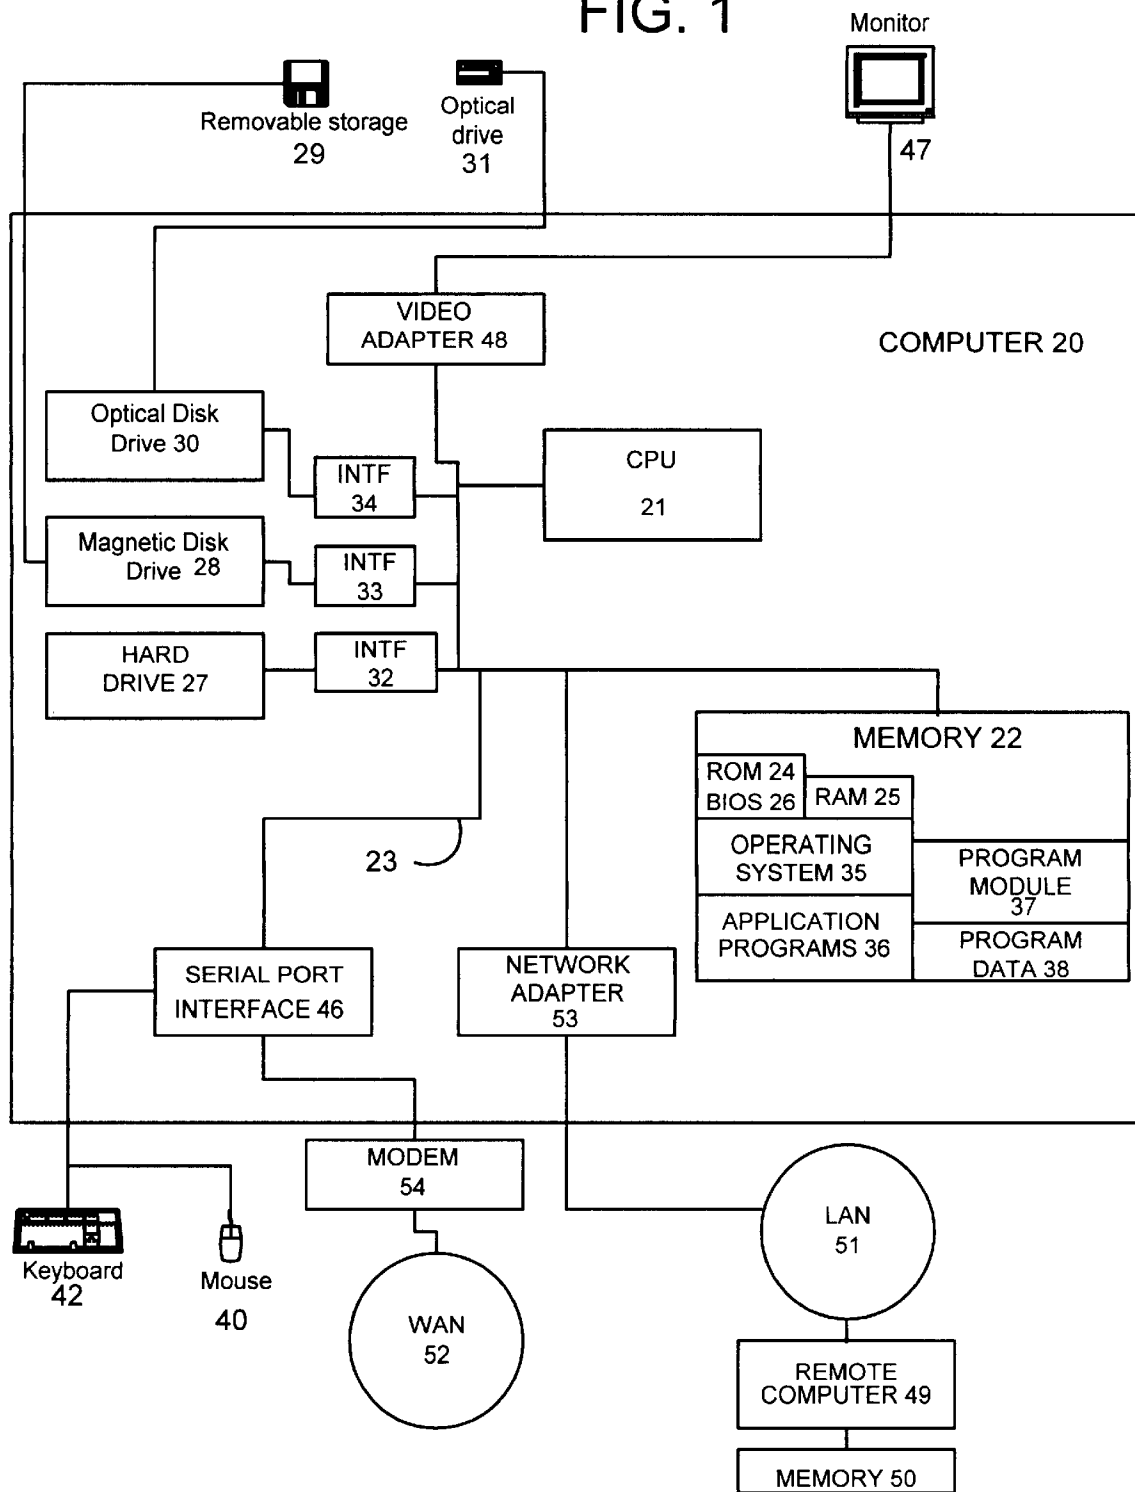 FIG. 1
Monitor
47
Removable storage
29
Optical
drive
31
COMPUTER 20
VIDEO
ADAPTER 48
Optical Disk
Drive 30
INTF
34
CPU
21
Magnetic Disk
Drive 28
INTF
33
HARD
DRIVE 27
INTF
32
MEMORY 22
ROM 24
BIOS 26
RAM 25
OPERATING
SYSTEM 35
PROGRAM
MODULE
37
APPLICATION
PROGRAMS 36
PROGRAM
DATA 38
23
SERIAL PORT
INTERFACE 46
NETWORK
ADAPTER
53
MODEM
54
LAN
51
Keyboard
42
Mouse
40
WAN
52
REMOTE
COMPUTER 49
MEMORY 50